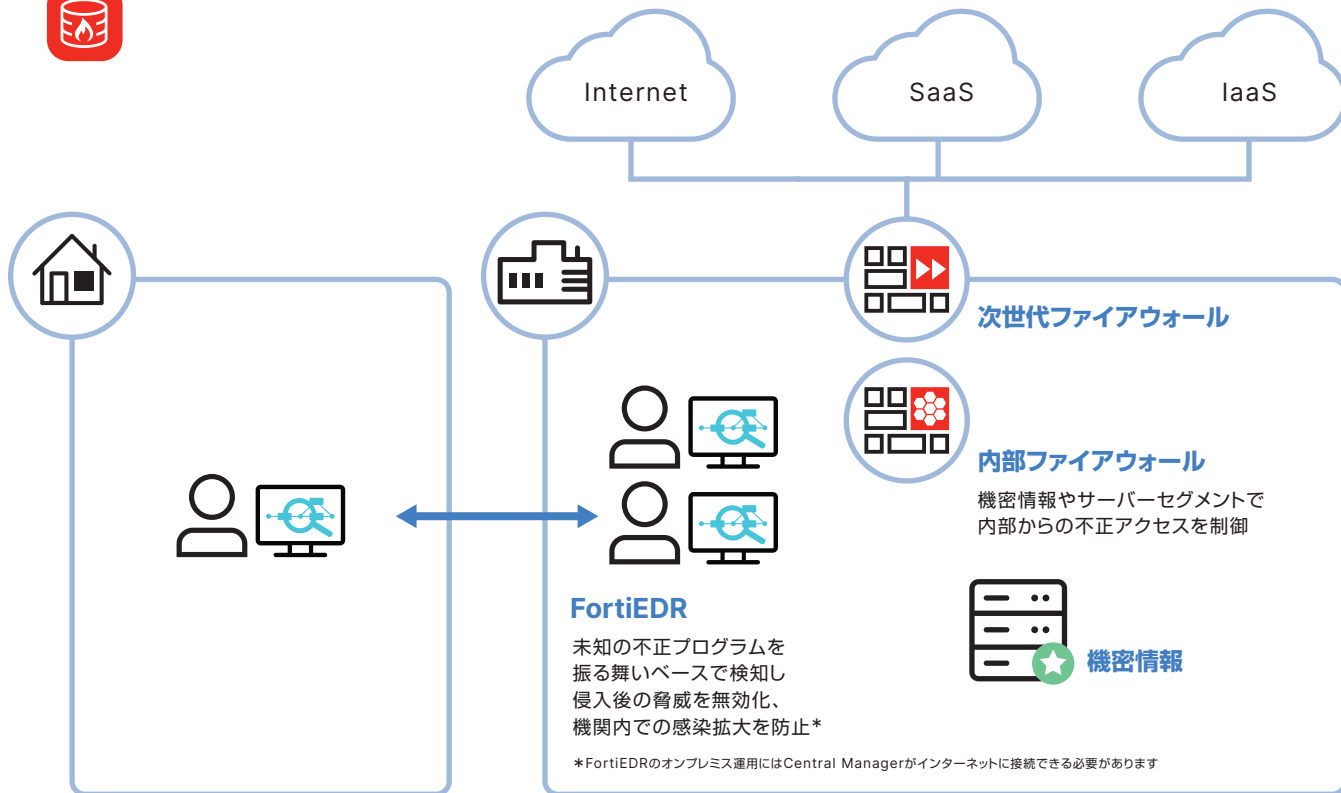 Internet
SaaS
IaaS
次世代ファイアウォール
内部ファイアウォール
機密情報やサーバーセグメントで
内部からの不正アクセスを制御
FortiEDR
未知の不正プログラムを
振る舞いベースで検知し
侵入後の脅威を無効化、
機関内での感染拡大を防止*
機密情報
*FortiEDRのオンプレミス運用にはCentral Managerがインターネットに接続できる必要があります